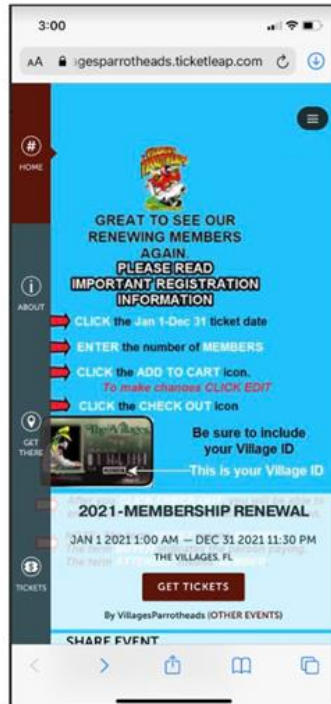 3:00
AA
agesparrotheads.ticketleap.com
HOME
GREAT TO SEE OUR
RENEWING MEMBERS
AGAIN.
PLEASE READ
IMPORTANT REGISTRATION
INFORMATION
ABOUT
CLICK the Jan 1-Dec 31 ticket date
ENTER the number of MEMBERS
CLICK the ADD TO CART icon.
To make changes CLICK EDIT
CLICK the CHECK OUT icon
GET
THERE
The Villages
Be sure to include
your Village ID
This is your Village ID
2021-MEMBERSHIP RENEWAL
JAN 1 2021 1:00 AM — DEC 31 2021 11:30 PM
THE VILLAGES, FL
TICKETS
GET TICKETS
By VillagesParrotheads (OTHER EVENTS)
SHARE EVENT